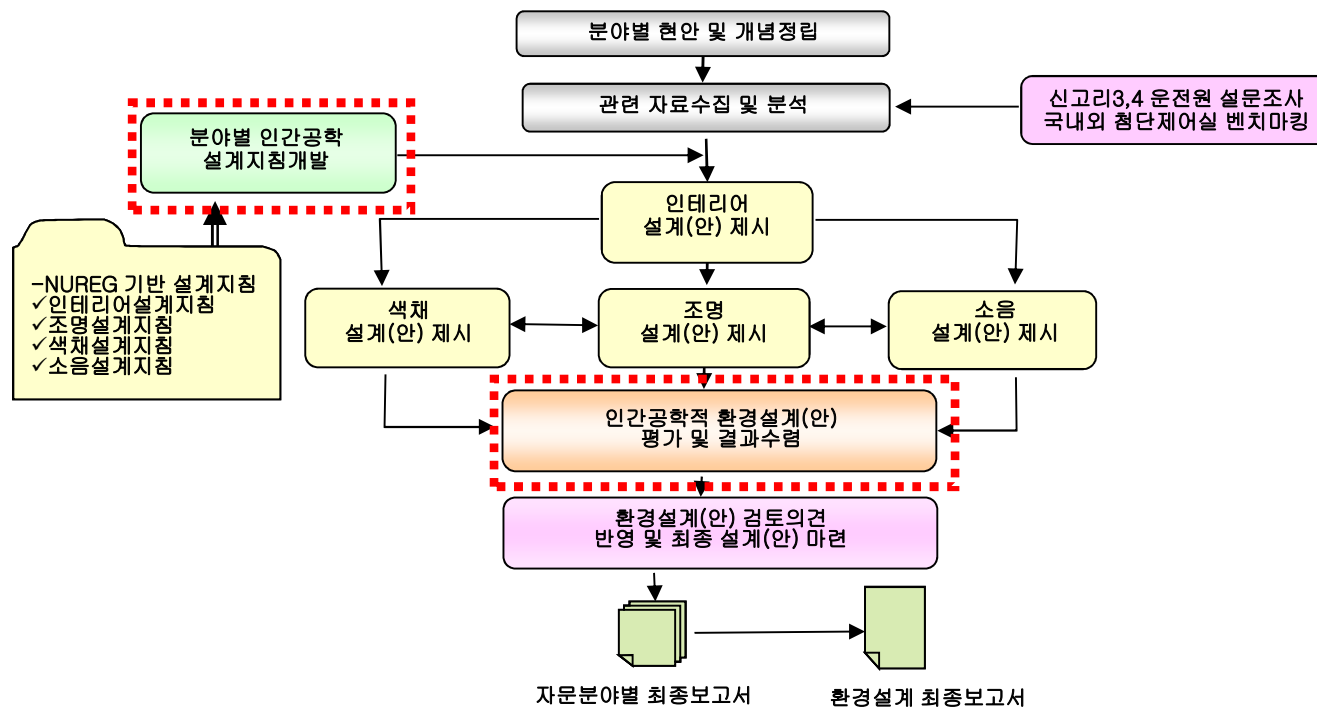 분야별 현안 및 개념정립
관련 자료수집 및 분석
신고리3,4 운전원 설문조사
국내외 첨단제어실 벤치마킹
분야별 인간공학
설계지침개발
인테리어
설계(안) 제시
-NUREG 기반 설계지침
✓인테리어설계지침
✓조명설계지침
✓색채설계지침
✓소음설계지침
색채
설계(안) 제시
조명
설계(안) 제시
소음
설계(안) 제시
인간공학적 환경설계(안)
평가 및 결과수렴
환경설계(안) 검토의견
반영 및 최종 설계(안) 마련
자문분야별 최종보고서
환경설계 최종보고서